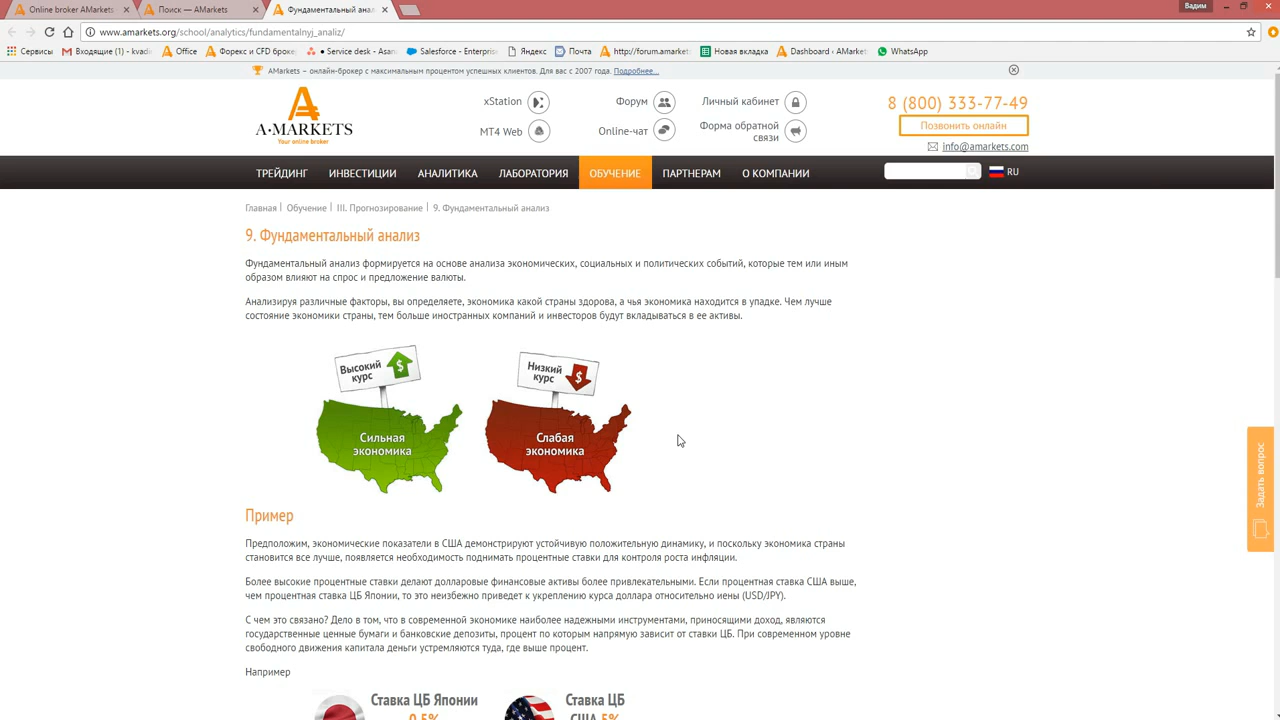 Online broker AMarkets
Поиск — AMarkets
Фундаментальный анал
Вадим
www.amarkets.org/school/analytics/fundamentalnyj_analiz/
Сервисы
Входящие (1) - kvadi
Office
Форекс и CFD броке
Service desk - Asan
Salesforce - Enterpris
Яндекс
Почта
http://forum.amarket
Новая вкладка
Dashboard ‹ AMarket
WhatsApp
AMarkets – онлайн-брокер с максимальным процентом успешных клиентов. Для вас с 2007 года. Подробнее...
A·MARKETS
Your online broker
xStation
Форум
Личный кабинет
MT4 Web
Online-чат
Форма обратной
связи
8 (800) 333-77-49
Позвонить онлайн
info@amarkets.com
ТРЕЙДИНГ ИНВЕСТИЦИИ АНАЛИТИКА ЛАБОРАТОРИЯ ОБУЧЕНИЕ ПАРТНЕРАМ О КОМПАНИИ
RU
Главная | Обучение | III. Прогнозирование | 9. Фундаментальный анализ
9. Фундаментальный анализ
Фундаментальный анализ формируется на основе анализа экономических, социальных и политических событий, которые тем или иным
образом влияют на спрос и предложение валюты.
Анализируя различные факторы, вы определяете, экономика какой страны здорова, а чья экономика находится в упадке. Чем лучше
состояние экономики страны, тем больше иностранных компаний и инвесторов будут вкладываться в ее активы.
Высокий
курс
$
Низкий
курс
$
Сильная
экономика
Слабая
экономика
Задать вопрос
Пример
Предположим, экономические показатели в США демонстрируют устойчивую положительную динамику, и поскольку экономика страны
становится все лучше, появляется необходимость поднимать процентные ставки для контроля роста инфляции.
Более высокие процентные ставки делают долларовые финансовые активы более привлекательными. Если процентная ставка США выше,
чем процентная ставка ЦБ Японии, то это неизбежно приведет к укреплению курса доллара относительно иены (USD/JPY).
С чем это связано? Дело в том, что в современной экономике наиболее надежными инструментами, приносящими доход, являются
государственные ценные бумаги и банковские депозиты, процент по которым напрямую зависит от ставки ЦБ. При современном уровне
свободного движения капитала деньги устремляются туда, где выше процент.
Например
Ставка ЦБ Японии
0,5%
Ставка ЦБ
США 5%